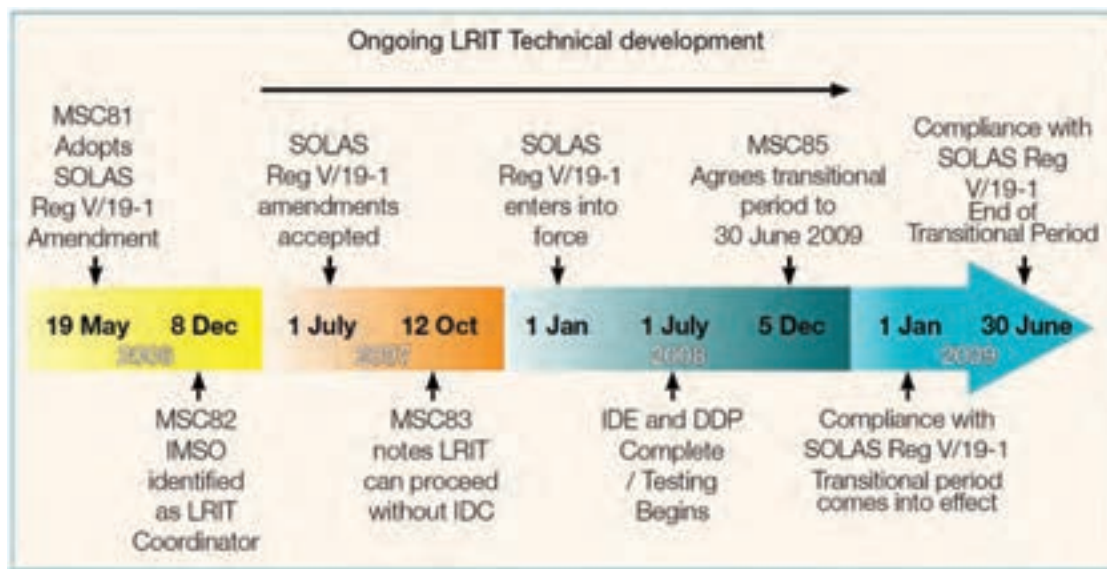 Ongoing LRIT Technical development
MSC81
Adopts
SOLAS
Reg V/19-1
Amendment
SOLAS
Reg V/19-1
amendments
accepted
SOLAS
Reg V/19-1
enters into
force
MSC85
Agrees transitional
period to
30 June 2009
Compliance with
SOLAS Reg
V/19-1
End of
Transitional Period
19 May 8 Dec 1 July 12 Oct 1 Jan 1 July 5 Dec 1 Jan 30 June
2006 2007 2008 2009
MSC82
IMSO
identified
as LRIT
Coordinator
MSC83
notes LRIT
can proceed
without IDC
IDE and DDP
Complete
/ Testing
Begins
Compliance with
SOLAS Reg V/19-1
Transitional period
comes into effect